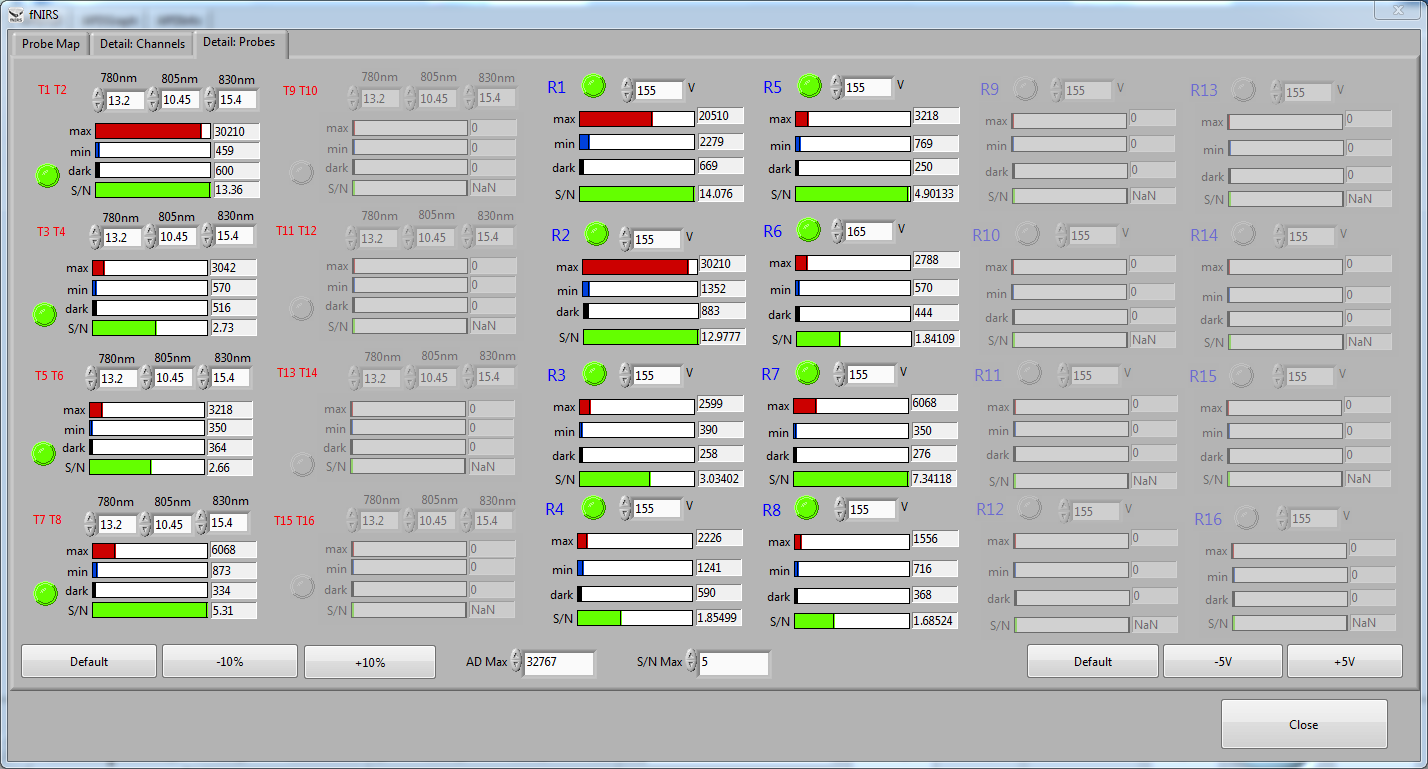 fNIRS
Probe Map Detail: Channels Detail: Probes
T1 T2 780nm 805nm 830nm
13.2 10.45 15.4
max 30210
min 459
dark 600
S/N 13.36
T3 T4 780nm 805nm 830nm
13.2 10.45 15.4
max 3042
min 570
dark 516
S/N 2.73
T5 T6 780nm 805nm 830nm
13.2 10.45 15.4
max 3218
min 350
dark 364
S/N 2.66
T7 T8 780nm 805nm 830nm
13.2 10.45 15.4
max 6068
min 873
dark 334
S/N 5.31
T9 T10 780nm 805nm 830nm
13.2 10.45 15.4
max 0
min 0
dark 0
S/N NaN
T11 T12 780nm 805nm 830nm
13.2 10.45 15.4
max 0
min 0
dark 0
S/N NaN
T13 T14 780nm 805nm 830nm
13.2 10.45 15.4
max 0
min 0
dark 0
S/N NaN
T15 T16 780nm 805nm 830nm
13.2 10.45 15.4
max 0
min 0
dark 0
S/N NaN
R1 155 V
max 20510
min 2279
dark 669
S/N 14.076
R2 155 V
max 30210
min 1352
dark 883
S/N 12.9777
R3 155 V
max 2599
min 390
dark 258
S/N 3.03402
R4 155 V
max 2226
min 1241
dark 590
S/N 1.85499
R5 155 V
max 3218
min 769
dark 250
S/N 4.90133
R6 165 V
max 2788
min 570
dark 444
S/N 1.84109
R7 155 V
max 6068
min 350
dark 276
S/N 7.34118
R8 155 V
max 1556
min 716
dark 368
S/N 1.68524
R9 155 V
max 0
min 0
dark 0
S/N NaN
R10 155 V
max 0
min 0
dark 0
S/N NaN
R11 155 V
max 0
min 0
dark 0
S/N NaN
R12 155 V
max 0
min 0
dark 0
S/N NaN
R13 155 V
max 0
min 0
dark 0
S/N NaN
R14 155 V
max 0
min 0
dark 0
S/N NaN
R15 155 V
max 0
min 0
dark 0
S/N NaN
R16 155 V
max 0
min 0
dark 0
S/N NaN
Default -10% +10% AD Max 32767 S/N Max 5 Default -5V +5V
Close